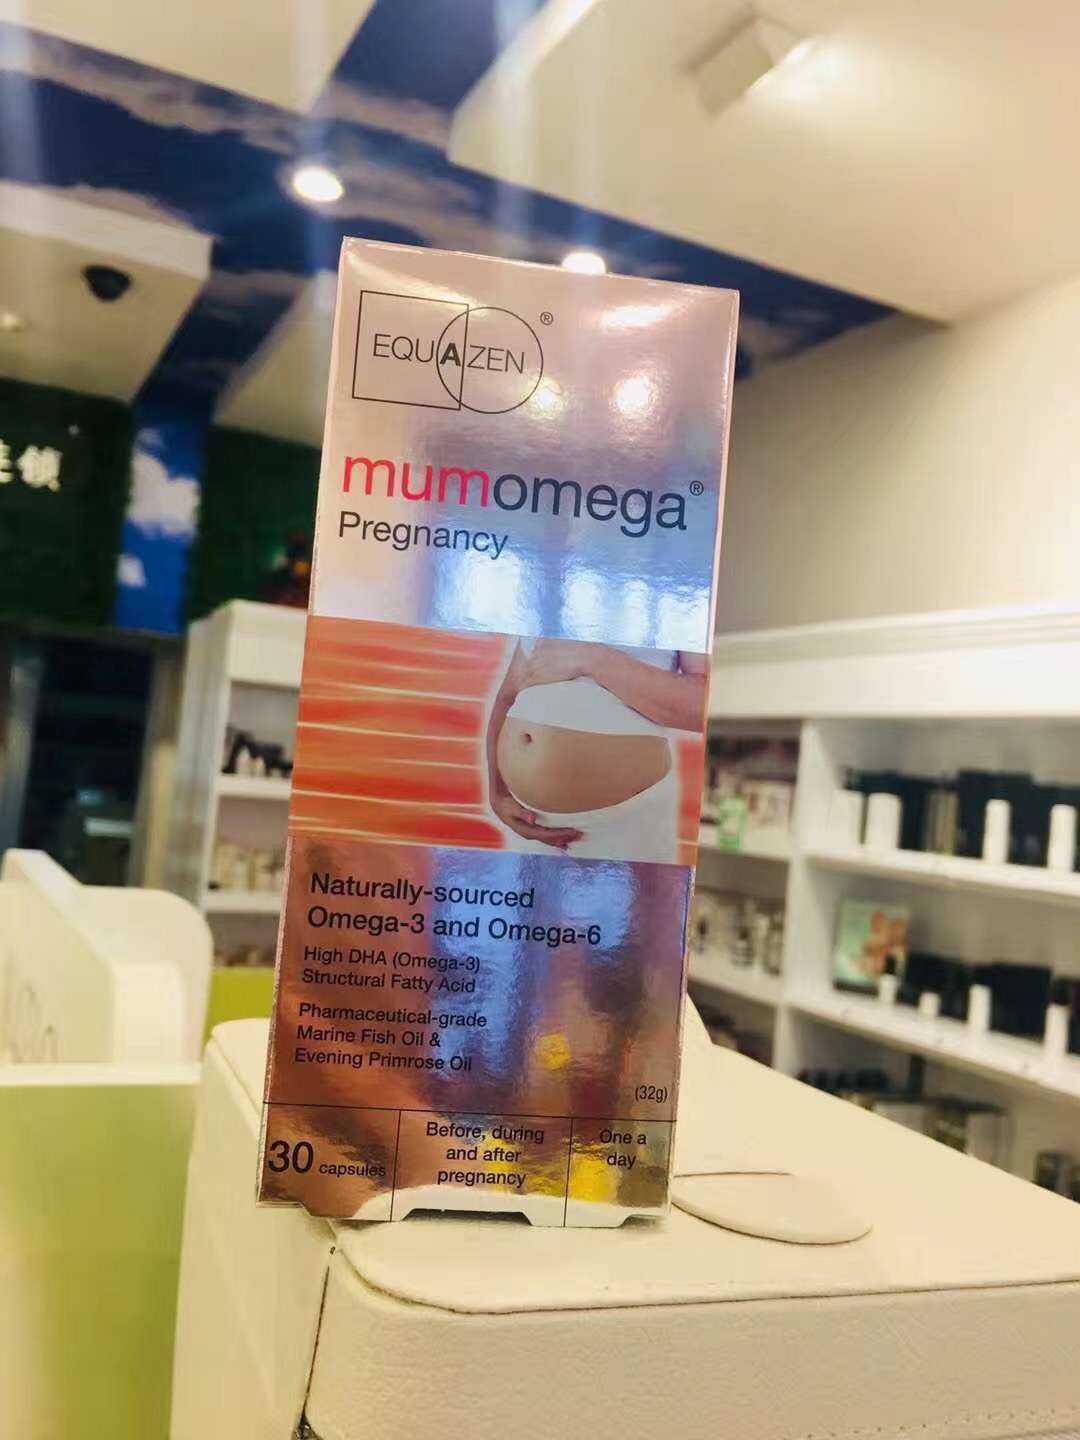 EQUAZEN®
mumomega®
Pregnancy
Naturally-sourced
Omega-3 and Omega-6
High DHA (Omega-3)
Structural Fatty Acid
Pharmaceutical-grade
Marine Fish Oil &
Evening Primrose Oil
(32g)
30 capsules
Before, during
and after
pregnancy
One a
day